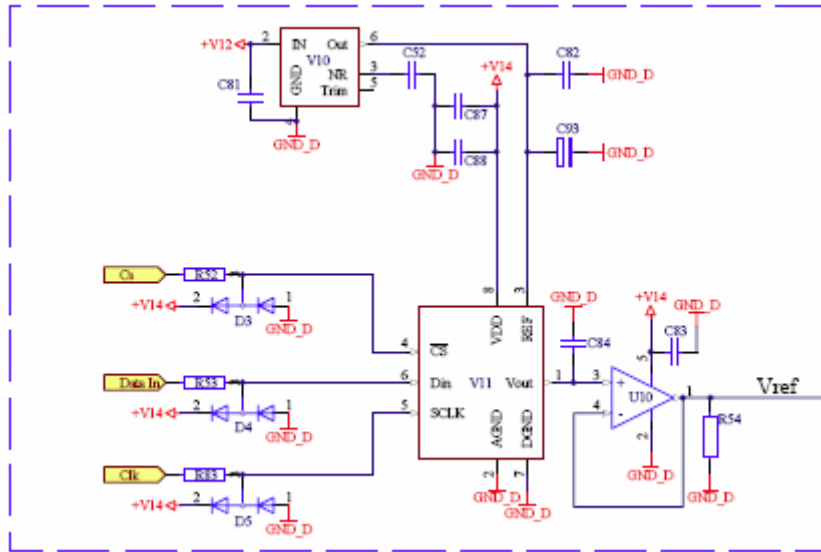 +V12 2 IN Out 6 C52 C82
V10 GND NR 3 +V14 GND_D
C81 Trim 5 C87 C93
4 GND_D C88 GND_D
GND_D
Cs R52 3
+V14 2 1 GND_D 8 3
D3 VDD REF GND_D +V14 GND_D
4 CS C84 C83
Data In R53 3 6 Din V11 Vout 1 3 + 5 U10 1 Vref
+V14 2 1 GND_D 5 SCLK 4 - R54
D4 AGND DGND 2
Clk R83 3 2 7 GND_D GND_D
+V14 2 1 GND_D GND_D GND_D
D5